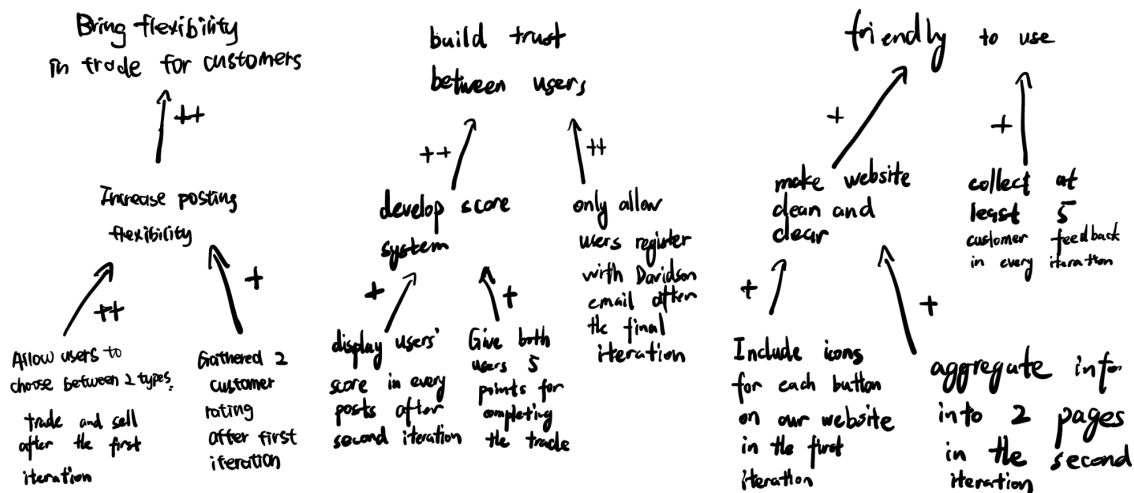 Bring flexibility
in trade for customers
++
Increase posting
flexibility
++
+
Allow users to
choose between 2 types:
trade and sell
after the first
iteration
Gathered 2
customer
rating
after first
iteration
build trust
between users
++
++
develop score
system
only allow
users register
with Davidson
email after
the final
iteration
+
+
display users'
score in every
posts after
second iteration
Give both
users 5
points for
completing
the trade
friendly to use
+
+
make website
clean and
clear
collect at
least 5
customer feedback
in every iteration
+
+
Include icons
for each button
on our website
in the first
iteration
aggregate info
into 2 pages
in the second
iteration